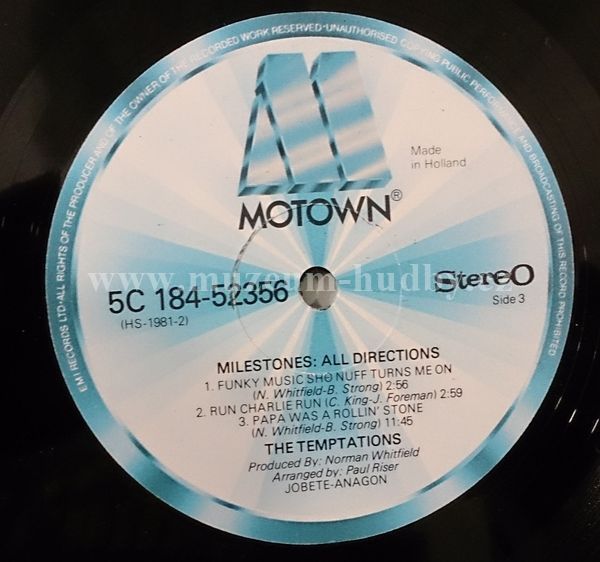 EMI RECORDS LTD·ALL RIGHTS OF THE PRODUCER AND OF THE OWNER OF THE RECORDED WORK RESERVED·UNAUTHORISED COPYING PUBLIC PERFORMANCE AND BROADCASTING OF THIS RECORD PROHIBITED
M
MOTOWN®
Made
in Holland
www.muzeum-hudby.cz
5C 184-52356
(HS-1981-2)
Stereo
Side 3
MILESTONES: ALL DIRECTIONS
1. FUNKY MUSIC SHO NUFF TURNS ME ON
(N. Whitfield-B. Strong) 2:56
2. RUN CHARLIE RUN (C. King-J. Foreman) 2:59
3. PAPA WAS A ROLLIN' STONE
(N. Whitfield-B. Strong) 11:45
THE TEMPTATIONS
Produced By: Norman Whitfield
Arranged by: Paul Riser
JOBETE-ANAGON